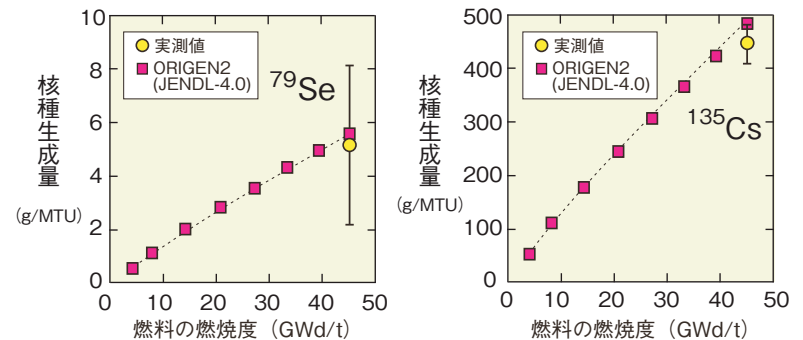 10
8
6
4
2
0
0
10
20
30
40
50
核種生成量
(g/MTU)
燃料の燃焼度（GWd/t）
実測値
ORIGEN2
(JENDL-4.0)
79Se
500
400
300
200
100
0
0
10
20
30
40
50
核種生成量
(g/MTU)
燃料の燃焼度（GWd/t）
実測値
ORIGEN2
(JENDL-4.0)
135Cs